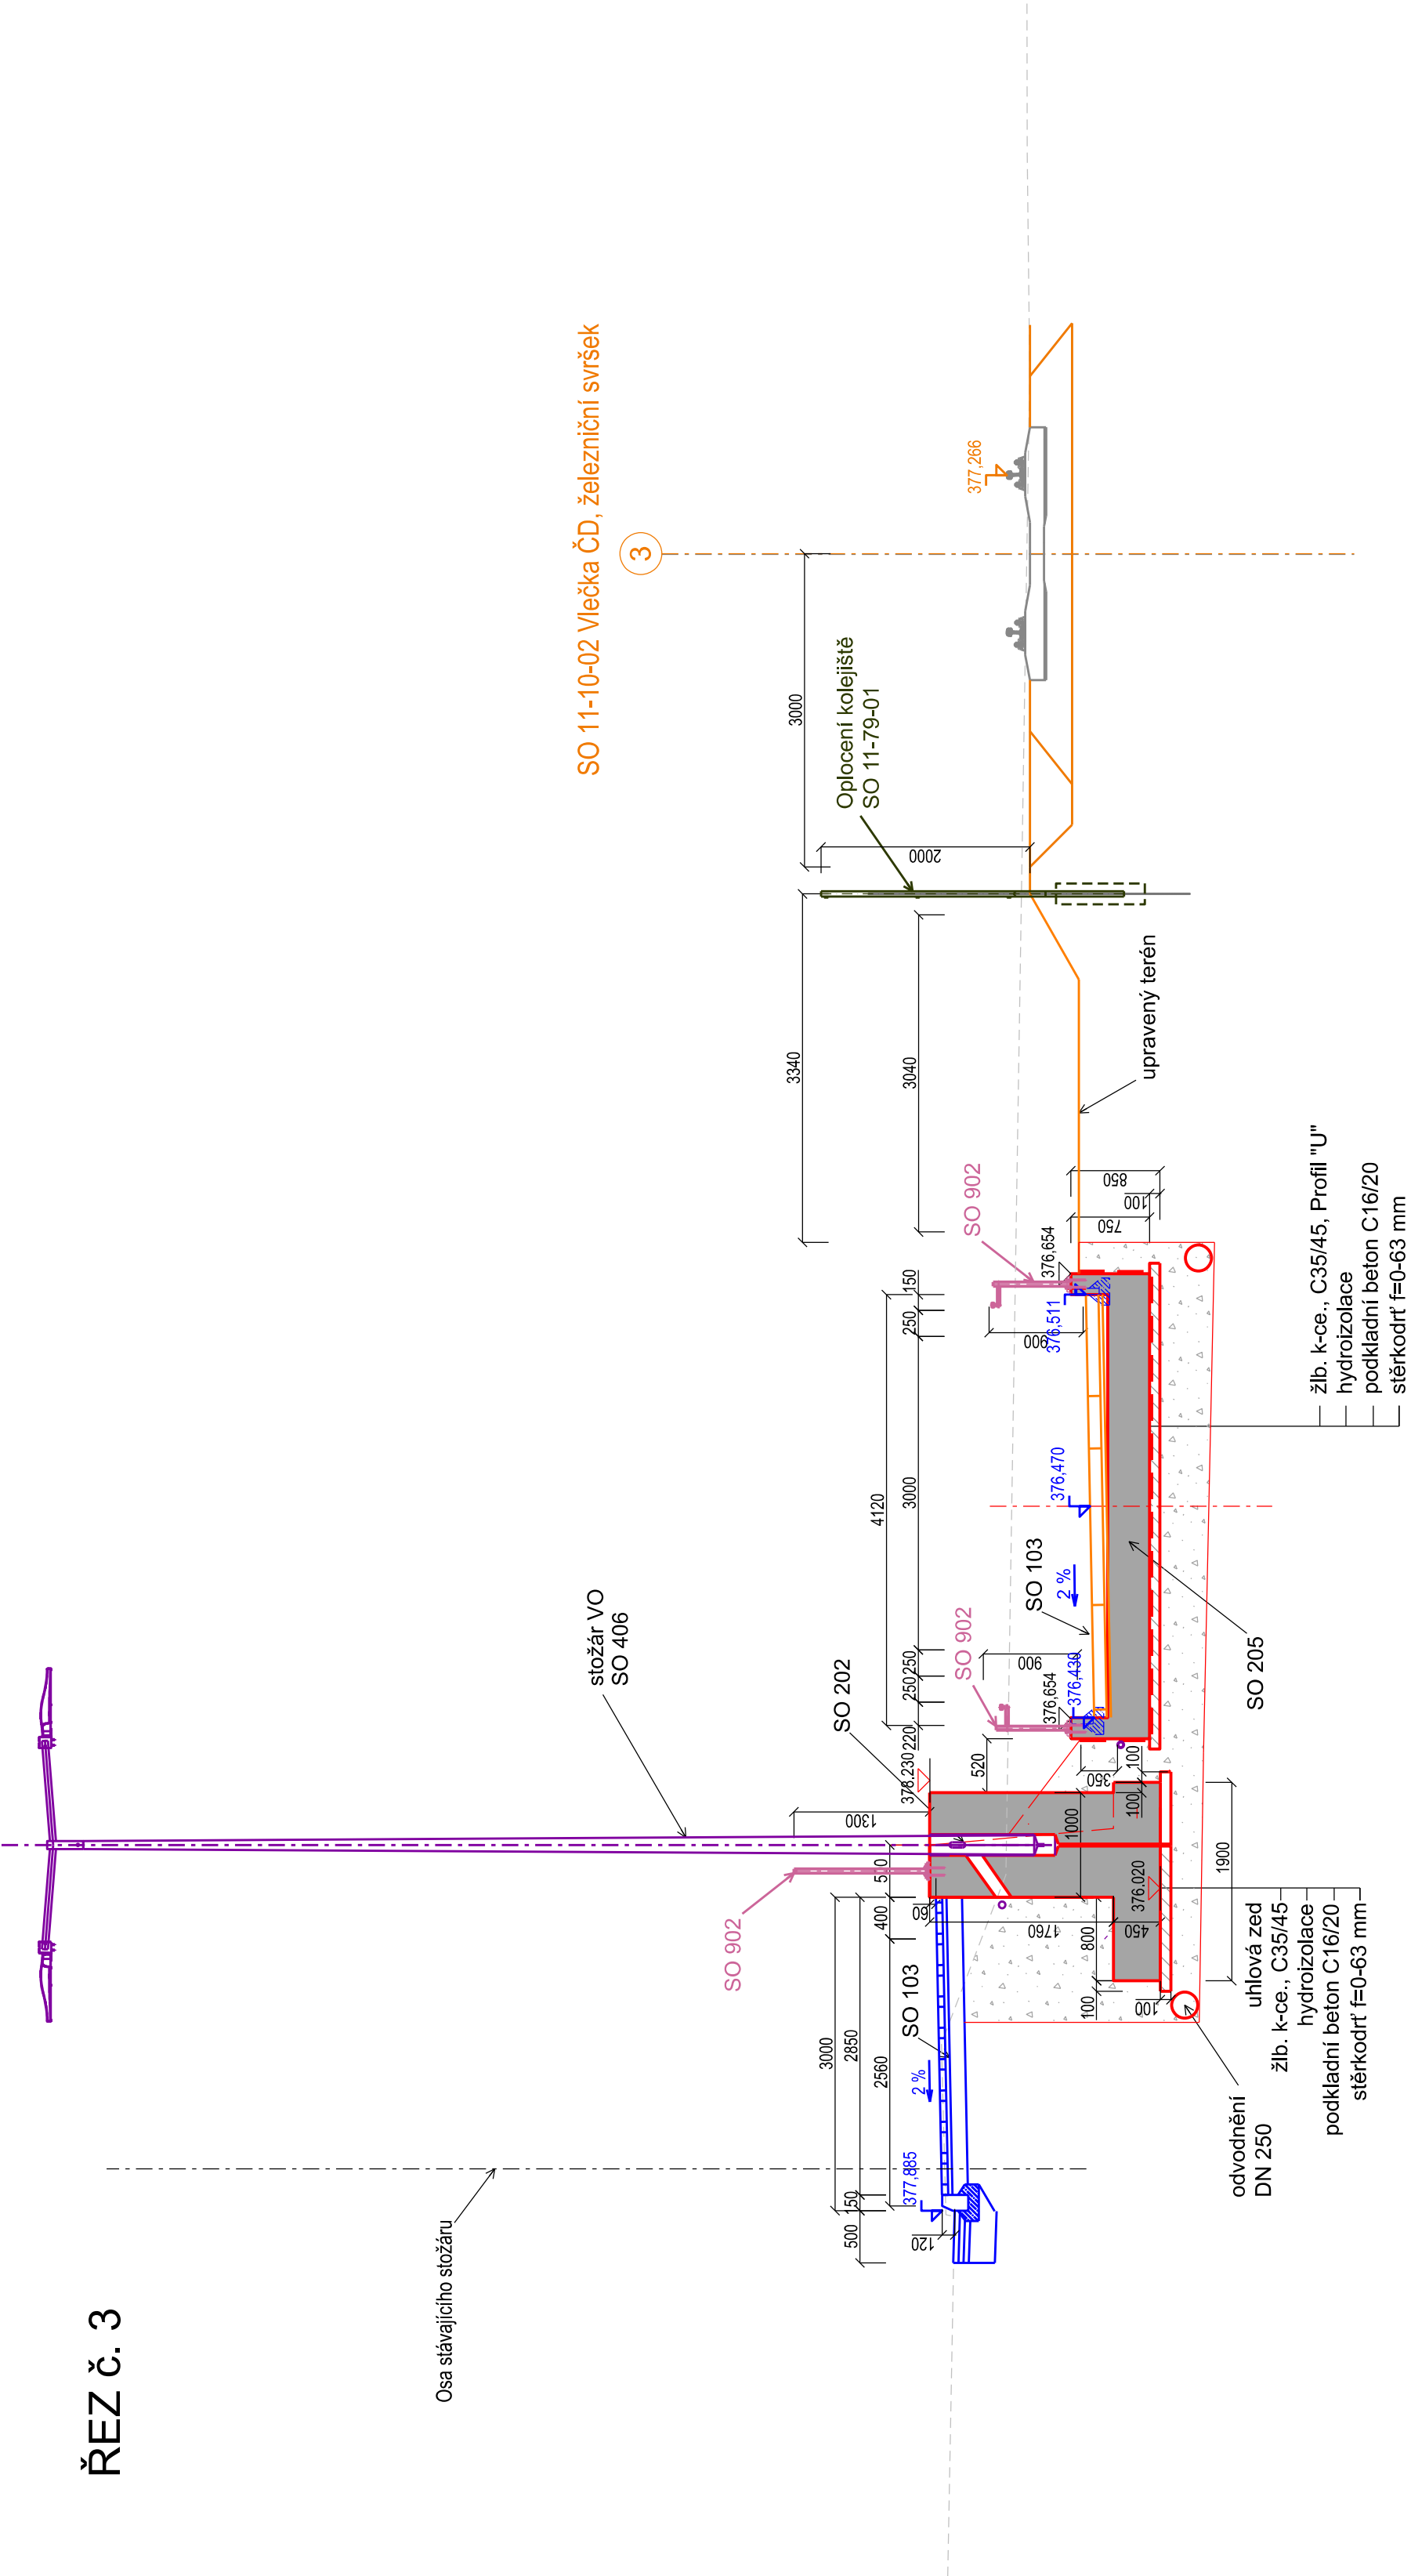 ŘEZ č. 3
Osa stávajícího stožáru
stožár VO
SO 406
SO 11-10-02 Vlečka ČD, železniční svršek
3
Oplocení kolejiště
SO 11-79-01
3000
2000
377,266
3340
3040
upravený terén
SO 902
SO 902
SO 902
1300
SO 202
378,230
550
400
60
1760
450
1000
520
220
250
250
3000
250
150
4120
900
900
376,654
376,430
376,470
376,511
376,654
SO 103
2 %
750
850
100
SO 205
350
100
100
1900
376.020
800
100
100
3000
2850
2560
150
500
120
377,885
2 %
SO 103
odvodnění
DN 250
uhlová zed
žlb. k-ce., C35/45
hydroizolace
podkladní beton C16/20
stěrkodrť f=0-63 mm
žlb. k-ce., C35/45, Profil "U"
hydroizolace
podkladní beton C16/20
stěrkodrť f=0-63 mm